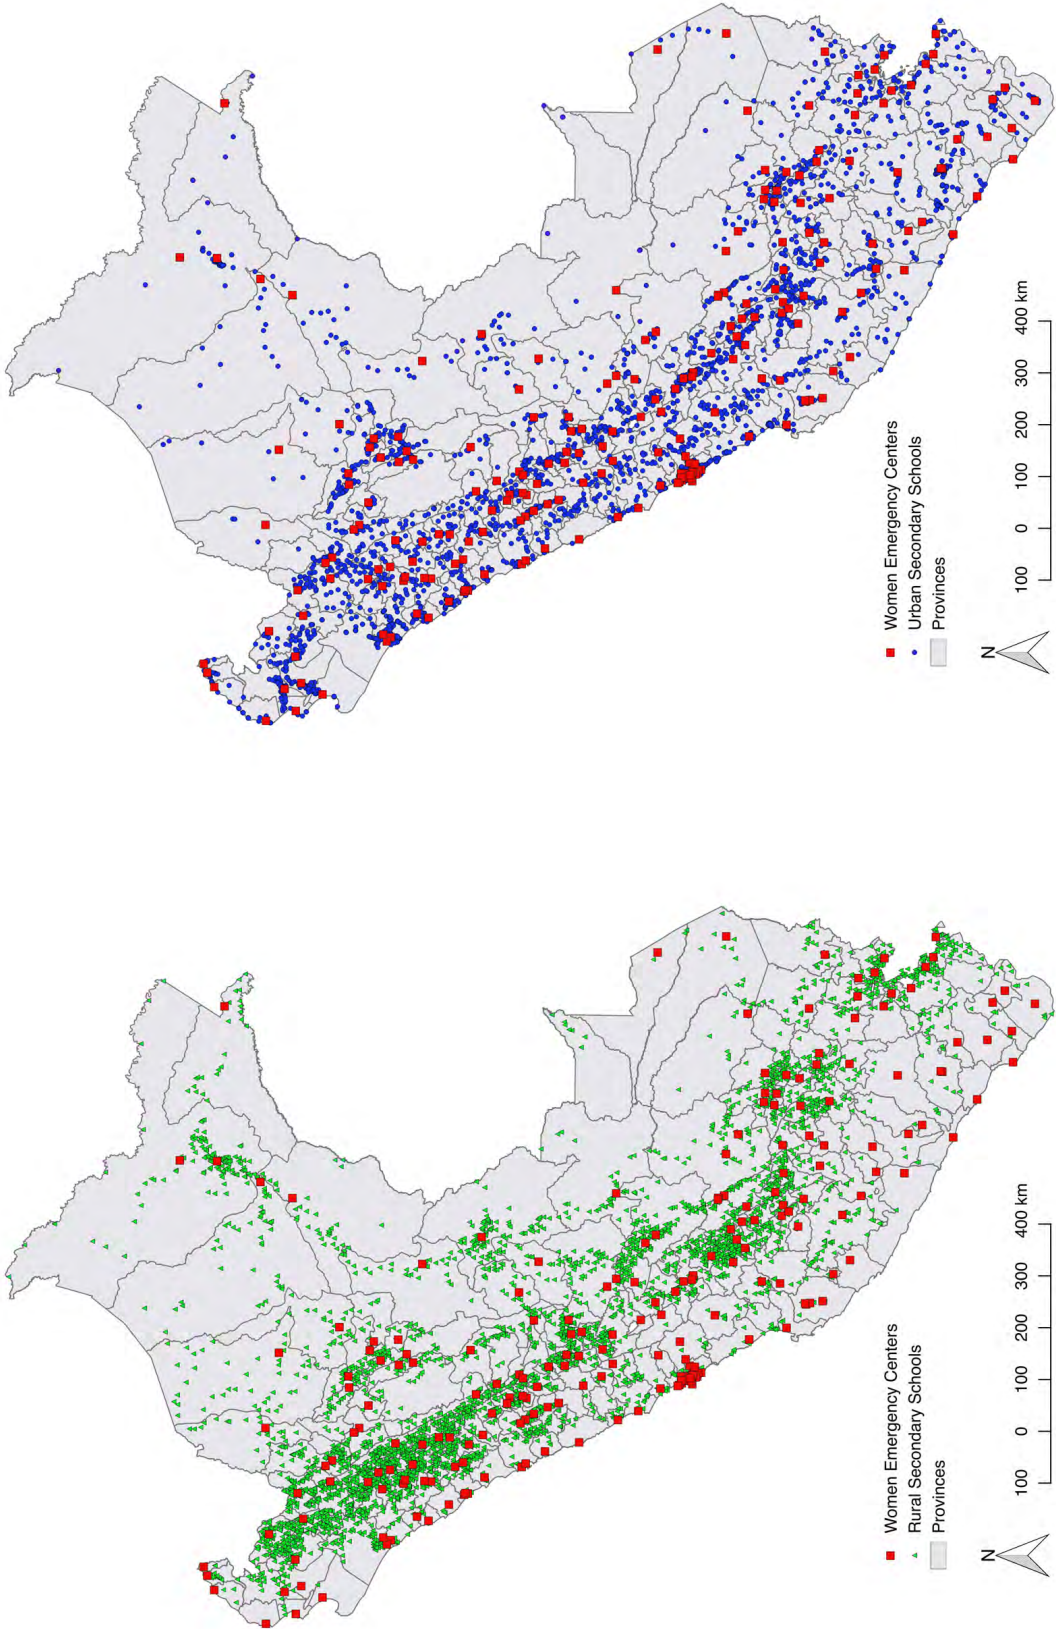 Women Emergency Centers
Rural Secondary Schools
Provinces
N
100 0 100 200 300 400 km
Women Emergency Centers
Urban Secondary Schools
Provinces
N
100 0 100 200 300 400 km